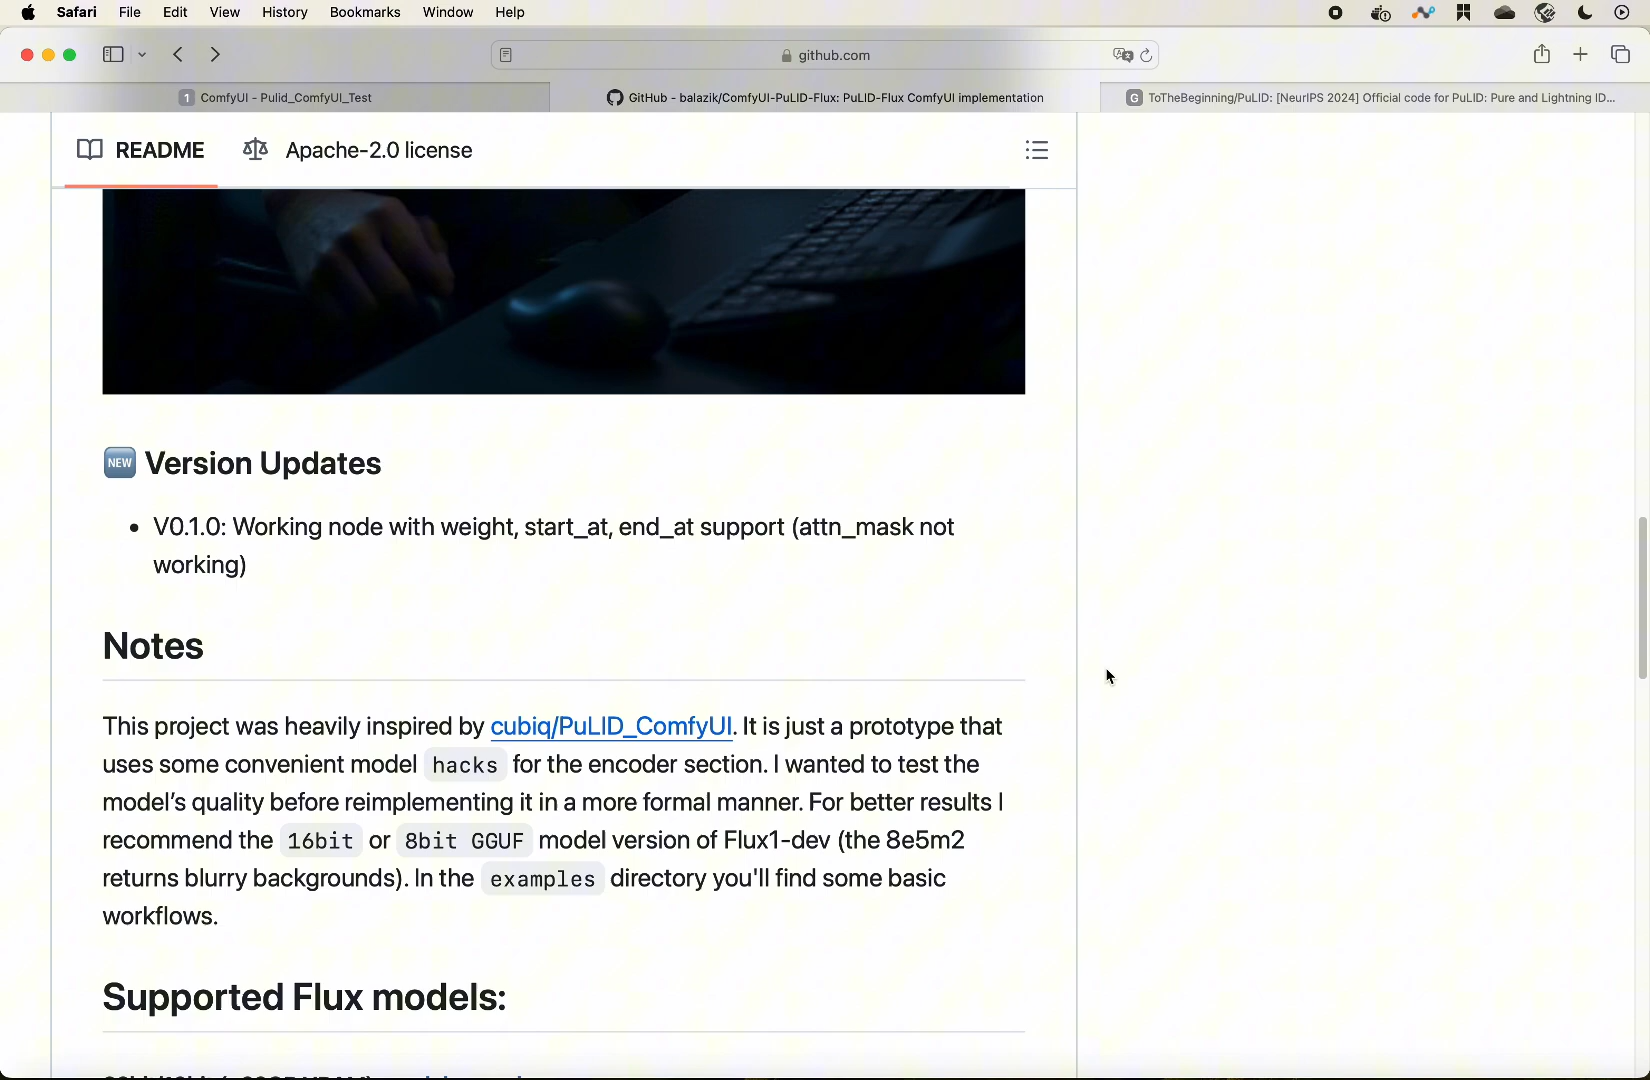 Safari File Edit View History Bookmarks Window Help
github.com
1 ComfyUI - Pulid_ComfyUI_Test
GitHub - balazik/ComfyUI-PuLID-Flux: PuLID-Flux ComfyUI implementation
G ToTheBeginning/PuLID: [NeurIPS 2024] Official code for PuLID: Pure and Lightning ID...
README Apache-2.0 license
NEW Version Updates
• V0.1.0: Working node with weight, start_at, end_at support (attn_mask not
working)
Notes
This project was heavily inspired by cubiq/PuLID_ComfyUI. It is just a prototype that
uses some convenient model hacks for the encoder section. I wanted to test the
model's quality before reimplementing it in a more formal manner. For better results I
recommend the 16bit or 8bit GGUF model version of Flux1-dev (the 8e5m2
returns blurry backgrounds). In the examples directory you'll find some basic
workflows.
Supported Flux models: